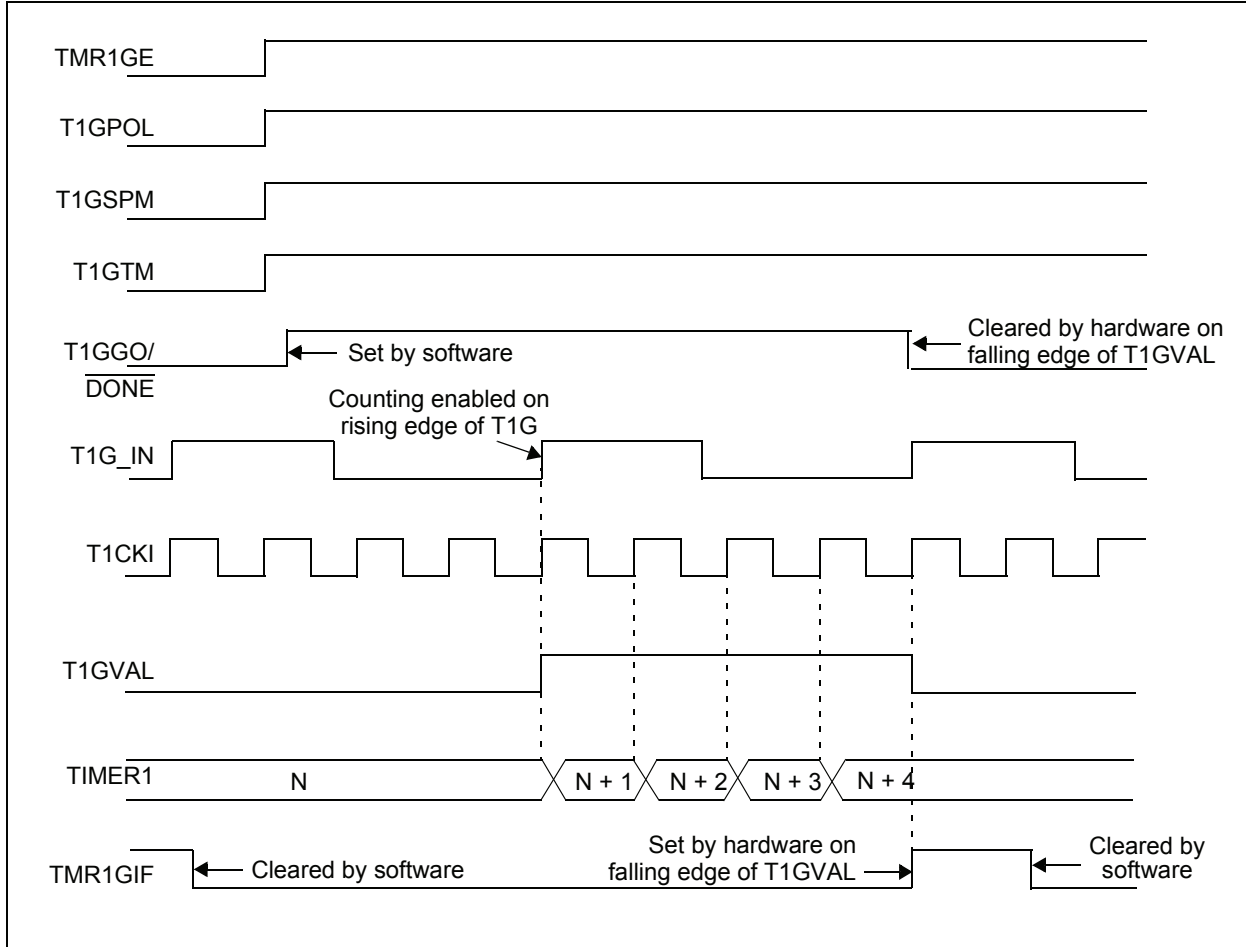 TMR1GE
T1GPOL
T1GSPM
T1GTM
T1GGO/
DONE
Set by software
Cleared by hardware on
falling edge of T1GVAL
Counting enabled on
rising edge of T1G
T1G_IN
T1CKI
T1GVAL
TIMER1
N
N + 1
N + 2
N + 3
N + 4
TMR1GIF
Cleared by software
Set by hardware on
falling edge of T1GVAL
Cleared by
software